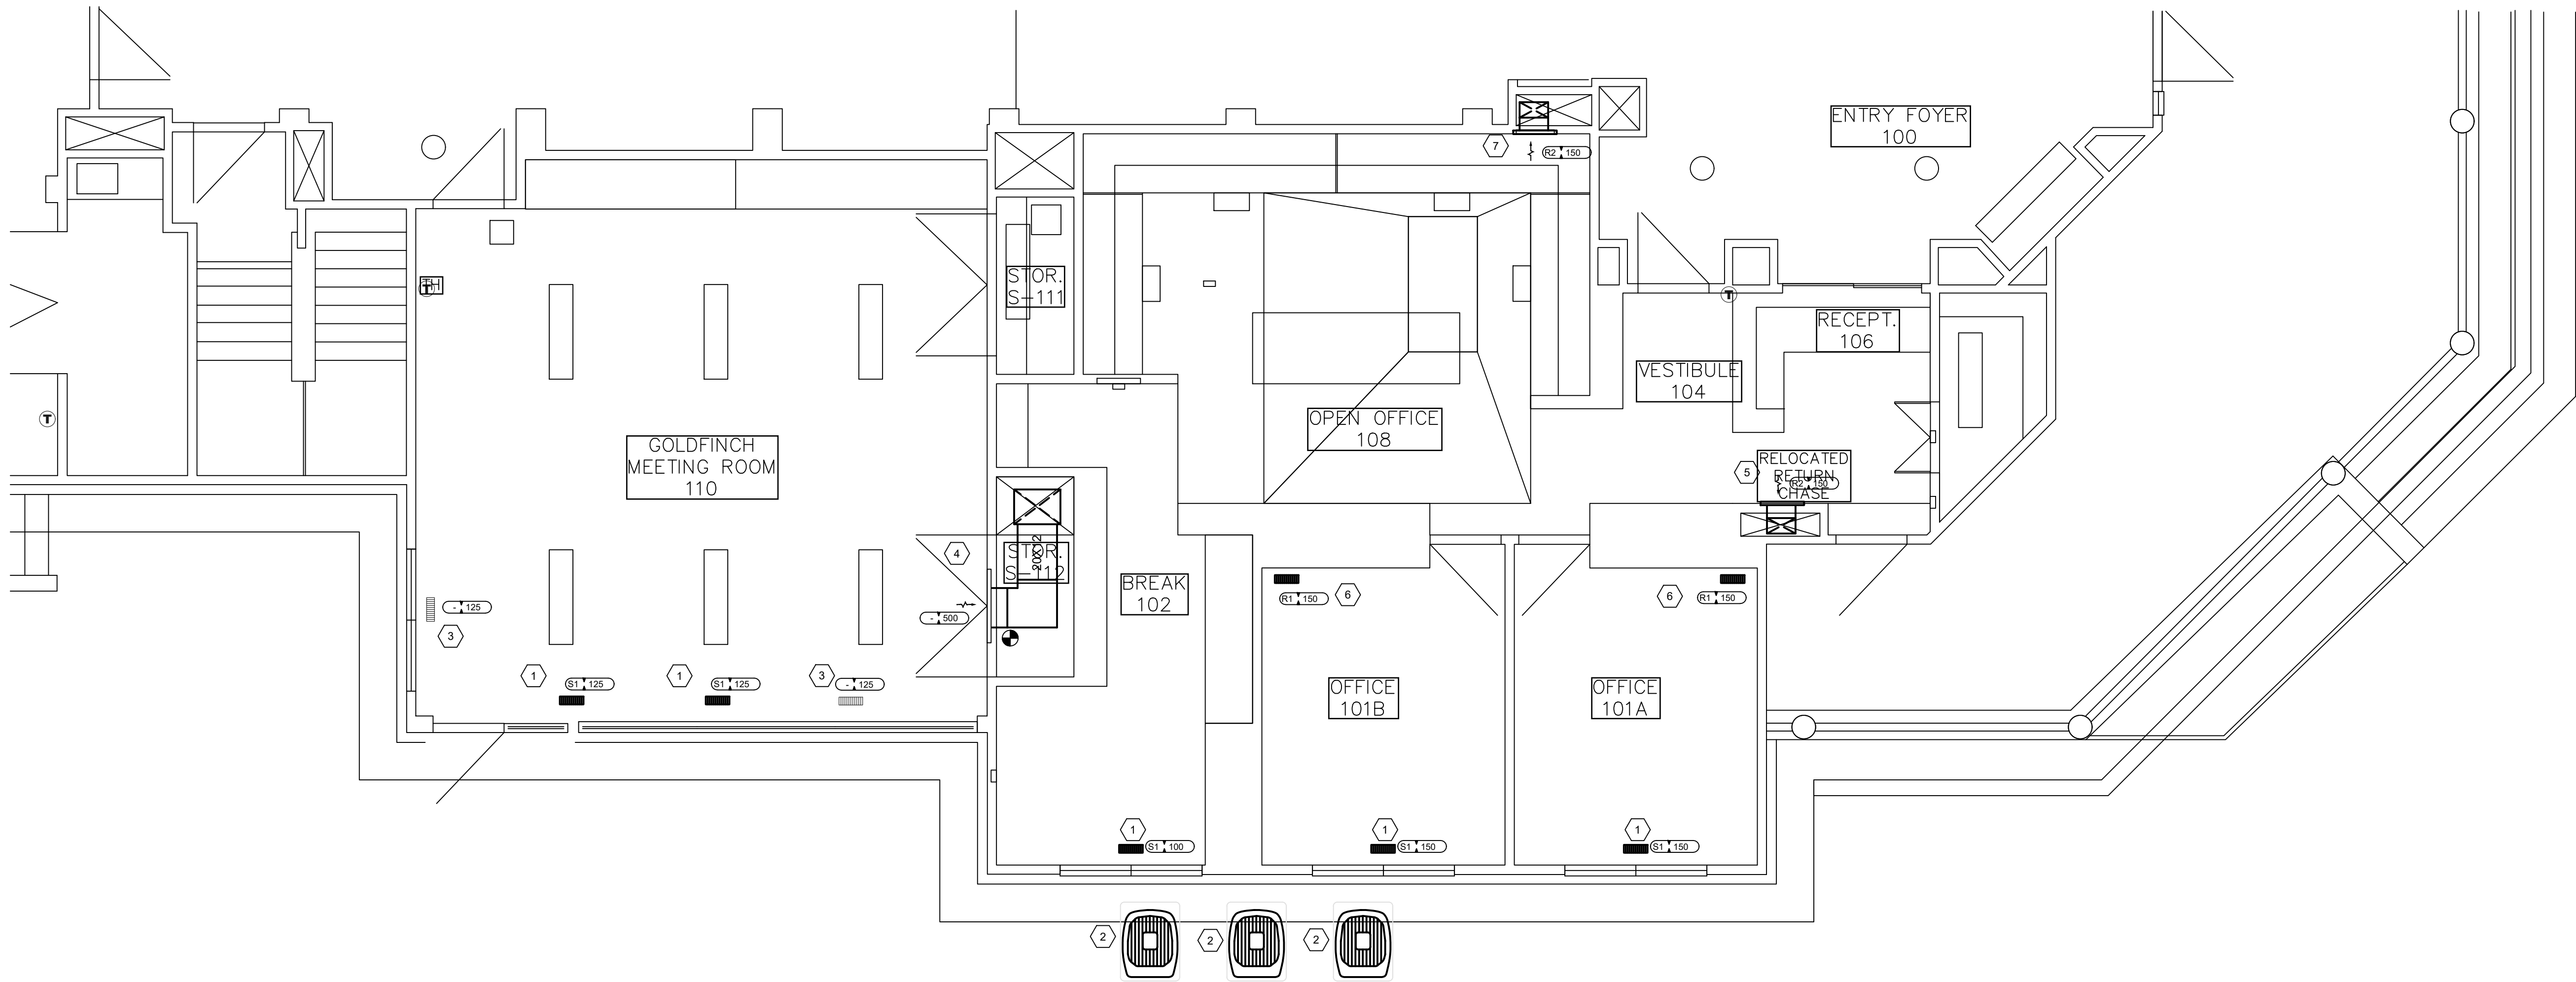 ENTRY FOYER
100
7
R2 150
TH
T
STOR.
S-111
T
RECEPT.
106
VESTIBULE
104
T
OPEN OFFICE
108
GOLDFINCH
MEETING ROOM
110
RELOCATED
RETURN
CHASE
5
R2 150
4
20X12
STOR.
S-112
BREAK
102
R1 150
6
6
R1 150
- 125
3
- 500
1
S1 125
1
S1 125
3
- 125
OFFICE
101B
OFFICE
101A
1
S1 100
1
S1 150
1
S1 150
2
2
2